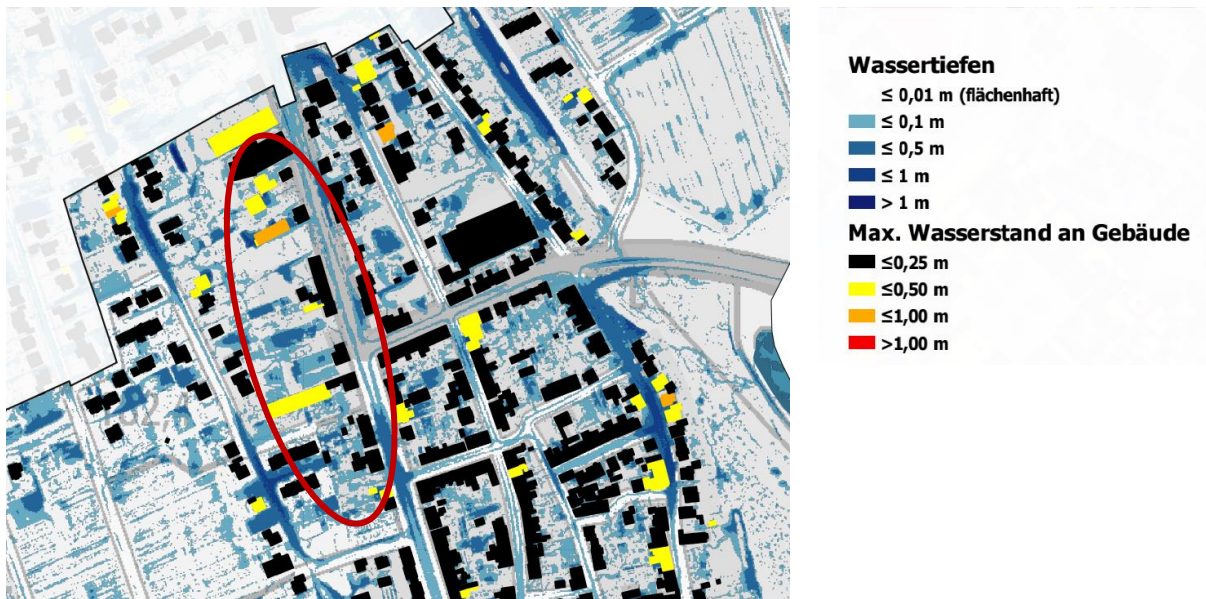 Wassertiefen
≤ 0,01 m (flächenhaft)
≤ 0,1 m
≤ 0,5 m
≤ 1 m
> 1 m
Max. Wasserstand an Gebäude
≤0,25 m
≤0,50 m
≤1,00 m
>1,00 m